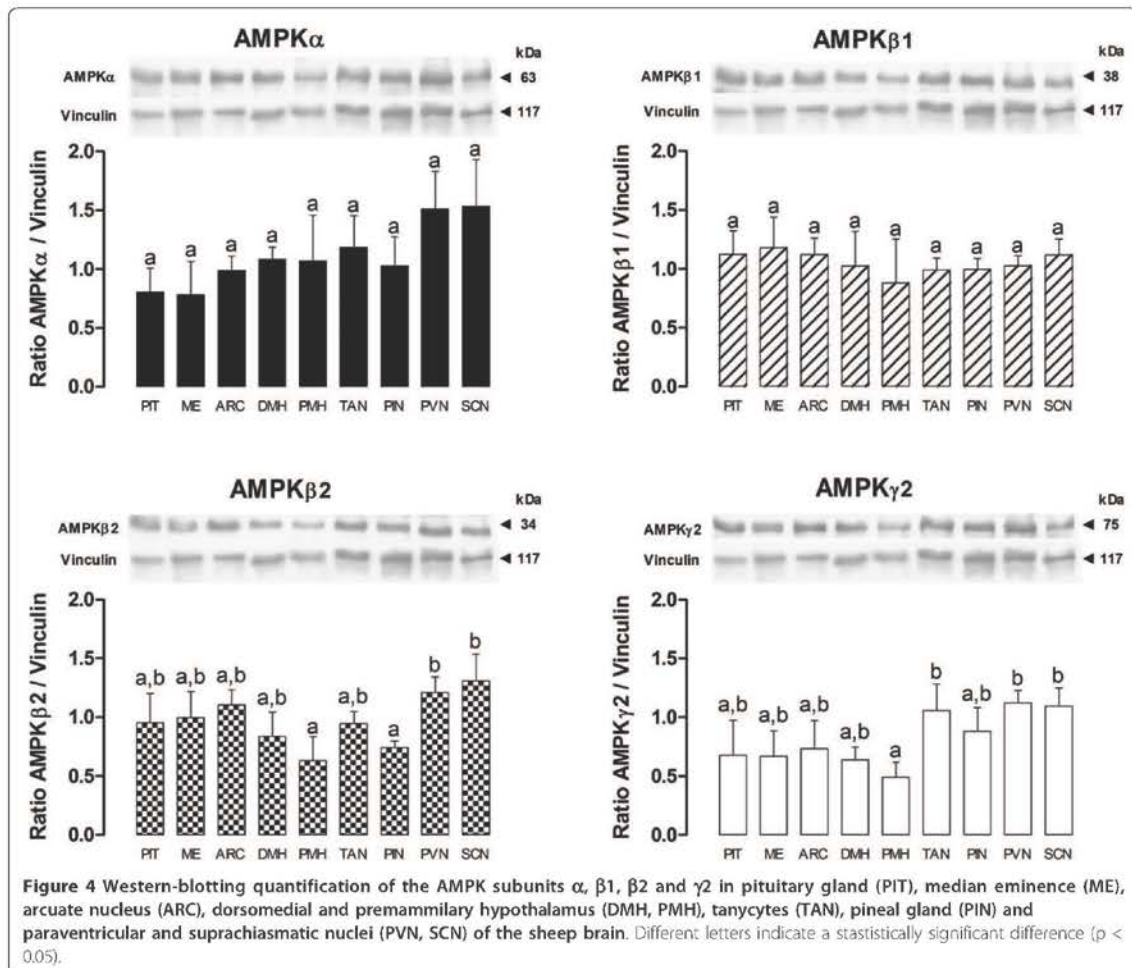 AMPKα
kDa
AMPKα ◄ 63
Vinculin ◄ 117
Ratio AMPKα / Vinculin
2.0
1.5
1.0
0.5
0.0
a a a a a a a a a
PIT ME ARC DMH PMH TAN PIN PVN SCN
AMPKβ1
kDa
AMPKβ1 ◄ 38
Vinculin ◄ 117
Ratio AMPKβ1 / Vinculin
2.0
1.5
1.0
0.5
0.0
a a a a a a a a a
PIT ME ARC DMH PMH TAN PIN PVN SCN
AMPKβ2
kDa
AMPKβ2 ◄ 34
Vinculin ◄ 117
Ratio AMPKβ2 / Vinculin
2.0
1.5
1.0
0.5
0.0
a,b a,b a,b a,b a a,b a b b
PIT ME ARC DMH PMH TAN PIN PVN SCN
AMPKγ2
kDa
AMPKγ2 ◄ 75
Vinculin ◄ 117
Ratio AMPKγ2 / Vinculin
2.0
1.5
1.0
0.5
0.0
a,b a,b a,b a,b a b a,b b b
PIT ME ARC DMH PMH TAN PIN PVN SCN
Figure 4 Western-blotting quantification of the AMPK subunits α, β1, β2 and γ2 in pituitary gland (PIT), median eminence (ME),
arcuate nucleus (ARC), dorsomedial and premammilary hypothalamus (DMH, PMH), tanycytes (TAN), pineal gland (PIN) and
paraventricular and suprachiasmatic nuclei (PVN, SCN) of the sheep brain. Different letters indicate a stastistically significant difference (p <
0.05).